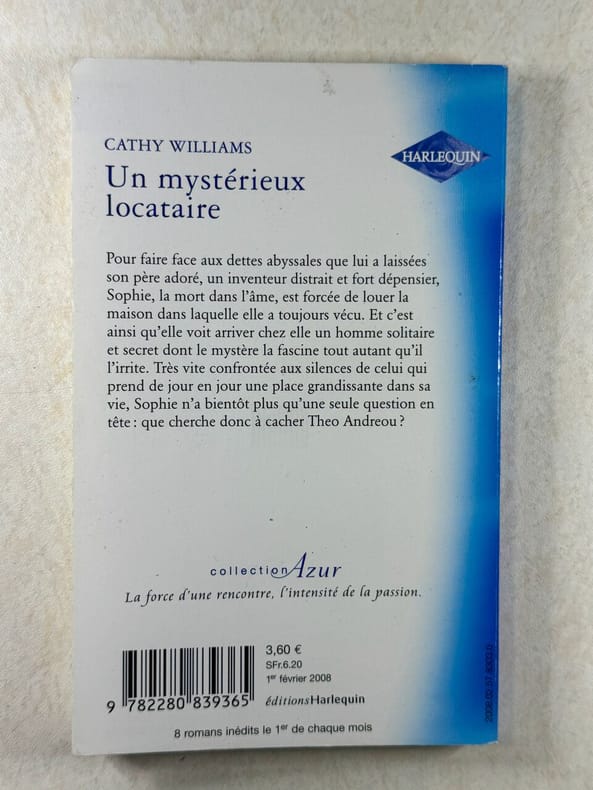 CATHY WILLIAMS
HARLEQUIN
Un mystérieux
locataire
Pour faire face aux dettes abyssales que lui a laissées
son père adoré, un inventeur distrait et fort dépensier,
Sophie, la mort dans l'âme, est forcée de louer la
maison dans laquelle elle a toujours vécu. Et c'est
ainsi qu'elle voit arriver chez elle un homme solitaire
et secret dont le mystère la fascine tout autant qu'il
l'irrite. Très vite confrontée aux silences de celui qui
prend de jour en jour une place grandissante dans sa
vie, Sophie n'a bientôt plus qu'une seule question en
tête : que cherche donc à cacher Theo Andreou ?
collection Azur
La force d'une rencontre, l'intensité de la passion.
3,60 €
SFr.6.20
1er février 2008
éditions Harlequin
9 782280 839365
8 romans inédits le 1er de chaque mois